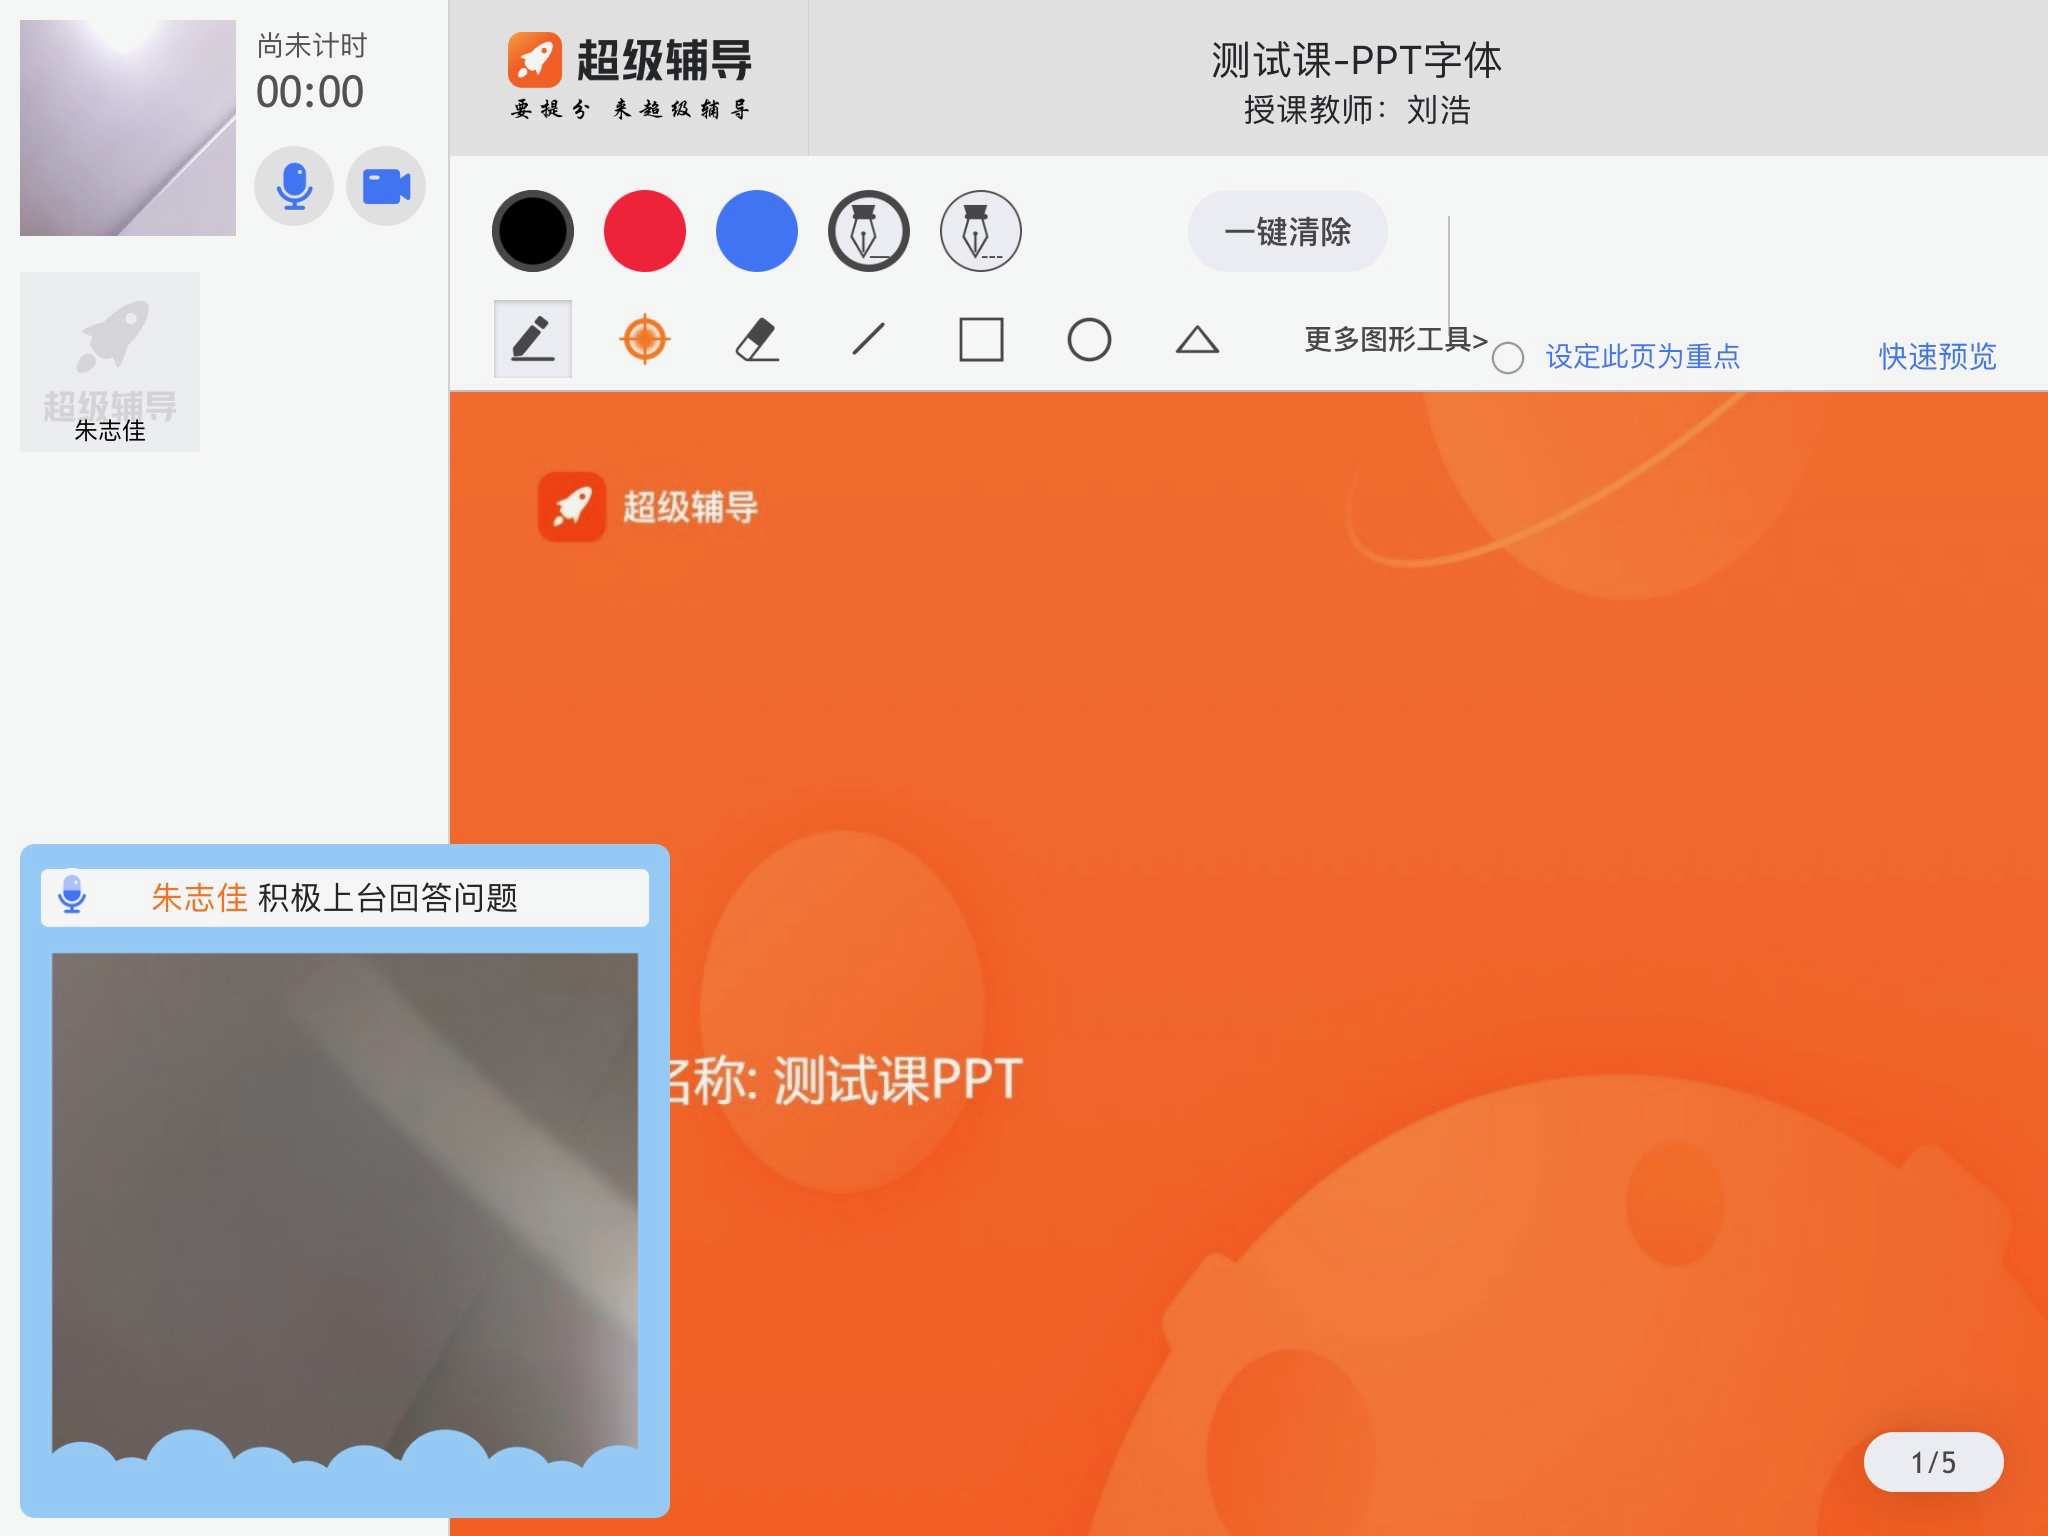 尚未计时
00:00
超级辅导
要提分 来超级辅导
测试课-PPT字体
授课教师：刘浩
一键清除
更多图形工具>
设定此页为重点
快速预览
超级辅导
朱志佳
超级辅导
朱志佳 积极上台回答问题
名称: 测试课PPT
1/5